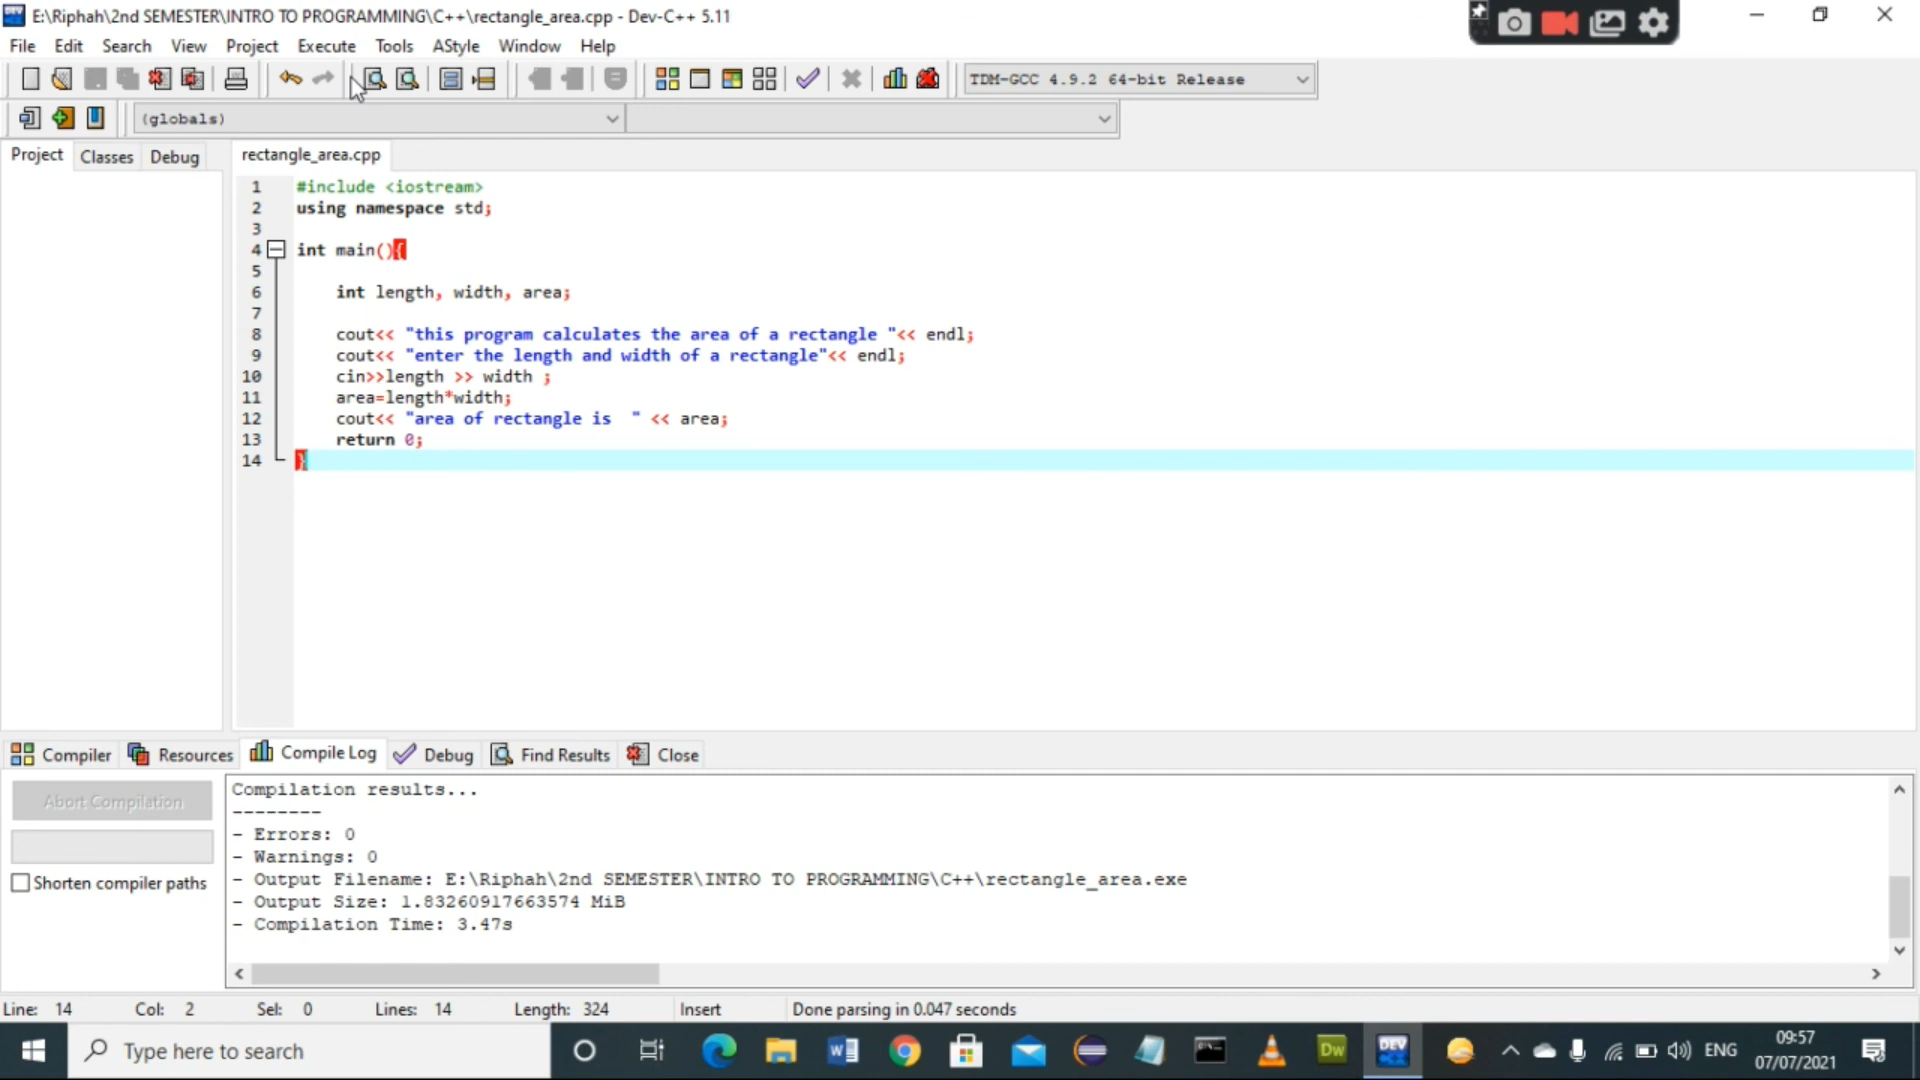 E:\Riphah\2nd SEMESTER\INTRO TO PROGRAMMING\C++\rectangle_area.cpp - Dev-C++ 5.11
File Edit Search View Project Execute Tools AStyle Window Help
TDM-GCC 4.9.2 64-bit Release
(globals)
Project Classes Debug
rectangle_area.cpp
1 #include <iostream>
2 using namespace std;
3
4 int main(){
5
6 int length, width, area;
7
8 cout<< "this program calculates the area of a rectangle "<< endl;
9 cout<< "enter the length and width of a rectangle"<< endl;
10 cin>>length >> width ;
11 area=length*width;
12 cout<< "area of rectangle is  " << area;
13 return 0;
14 }
Compiler Resources Compile Log Debug Find Results Close
Abort Compilation
Shorten compiler paths
Compilation results...
--------
- Errors: 0
- Warnings: 0
- Output Filename: E:\Riphah\2nd SEMESTER\INTRO TO PROGRAMMING\C++\rectangle_area.exe
- Output Size: 1.83260917663574 MiB
- Compilation Time: 3.47s
Line: 14 Col: 2 Sel: 0 Lines: 14 Length: 324 Insert Done parsing in 0.047 seconds
Type here to search
Dw
DEV
ENG
09:57
07/07/2021